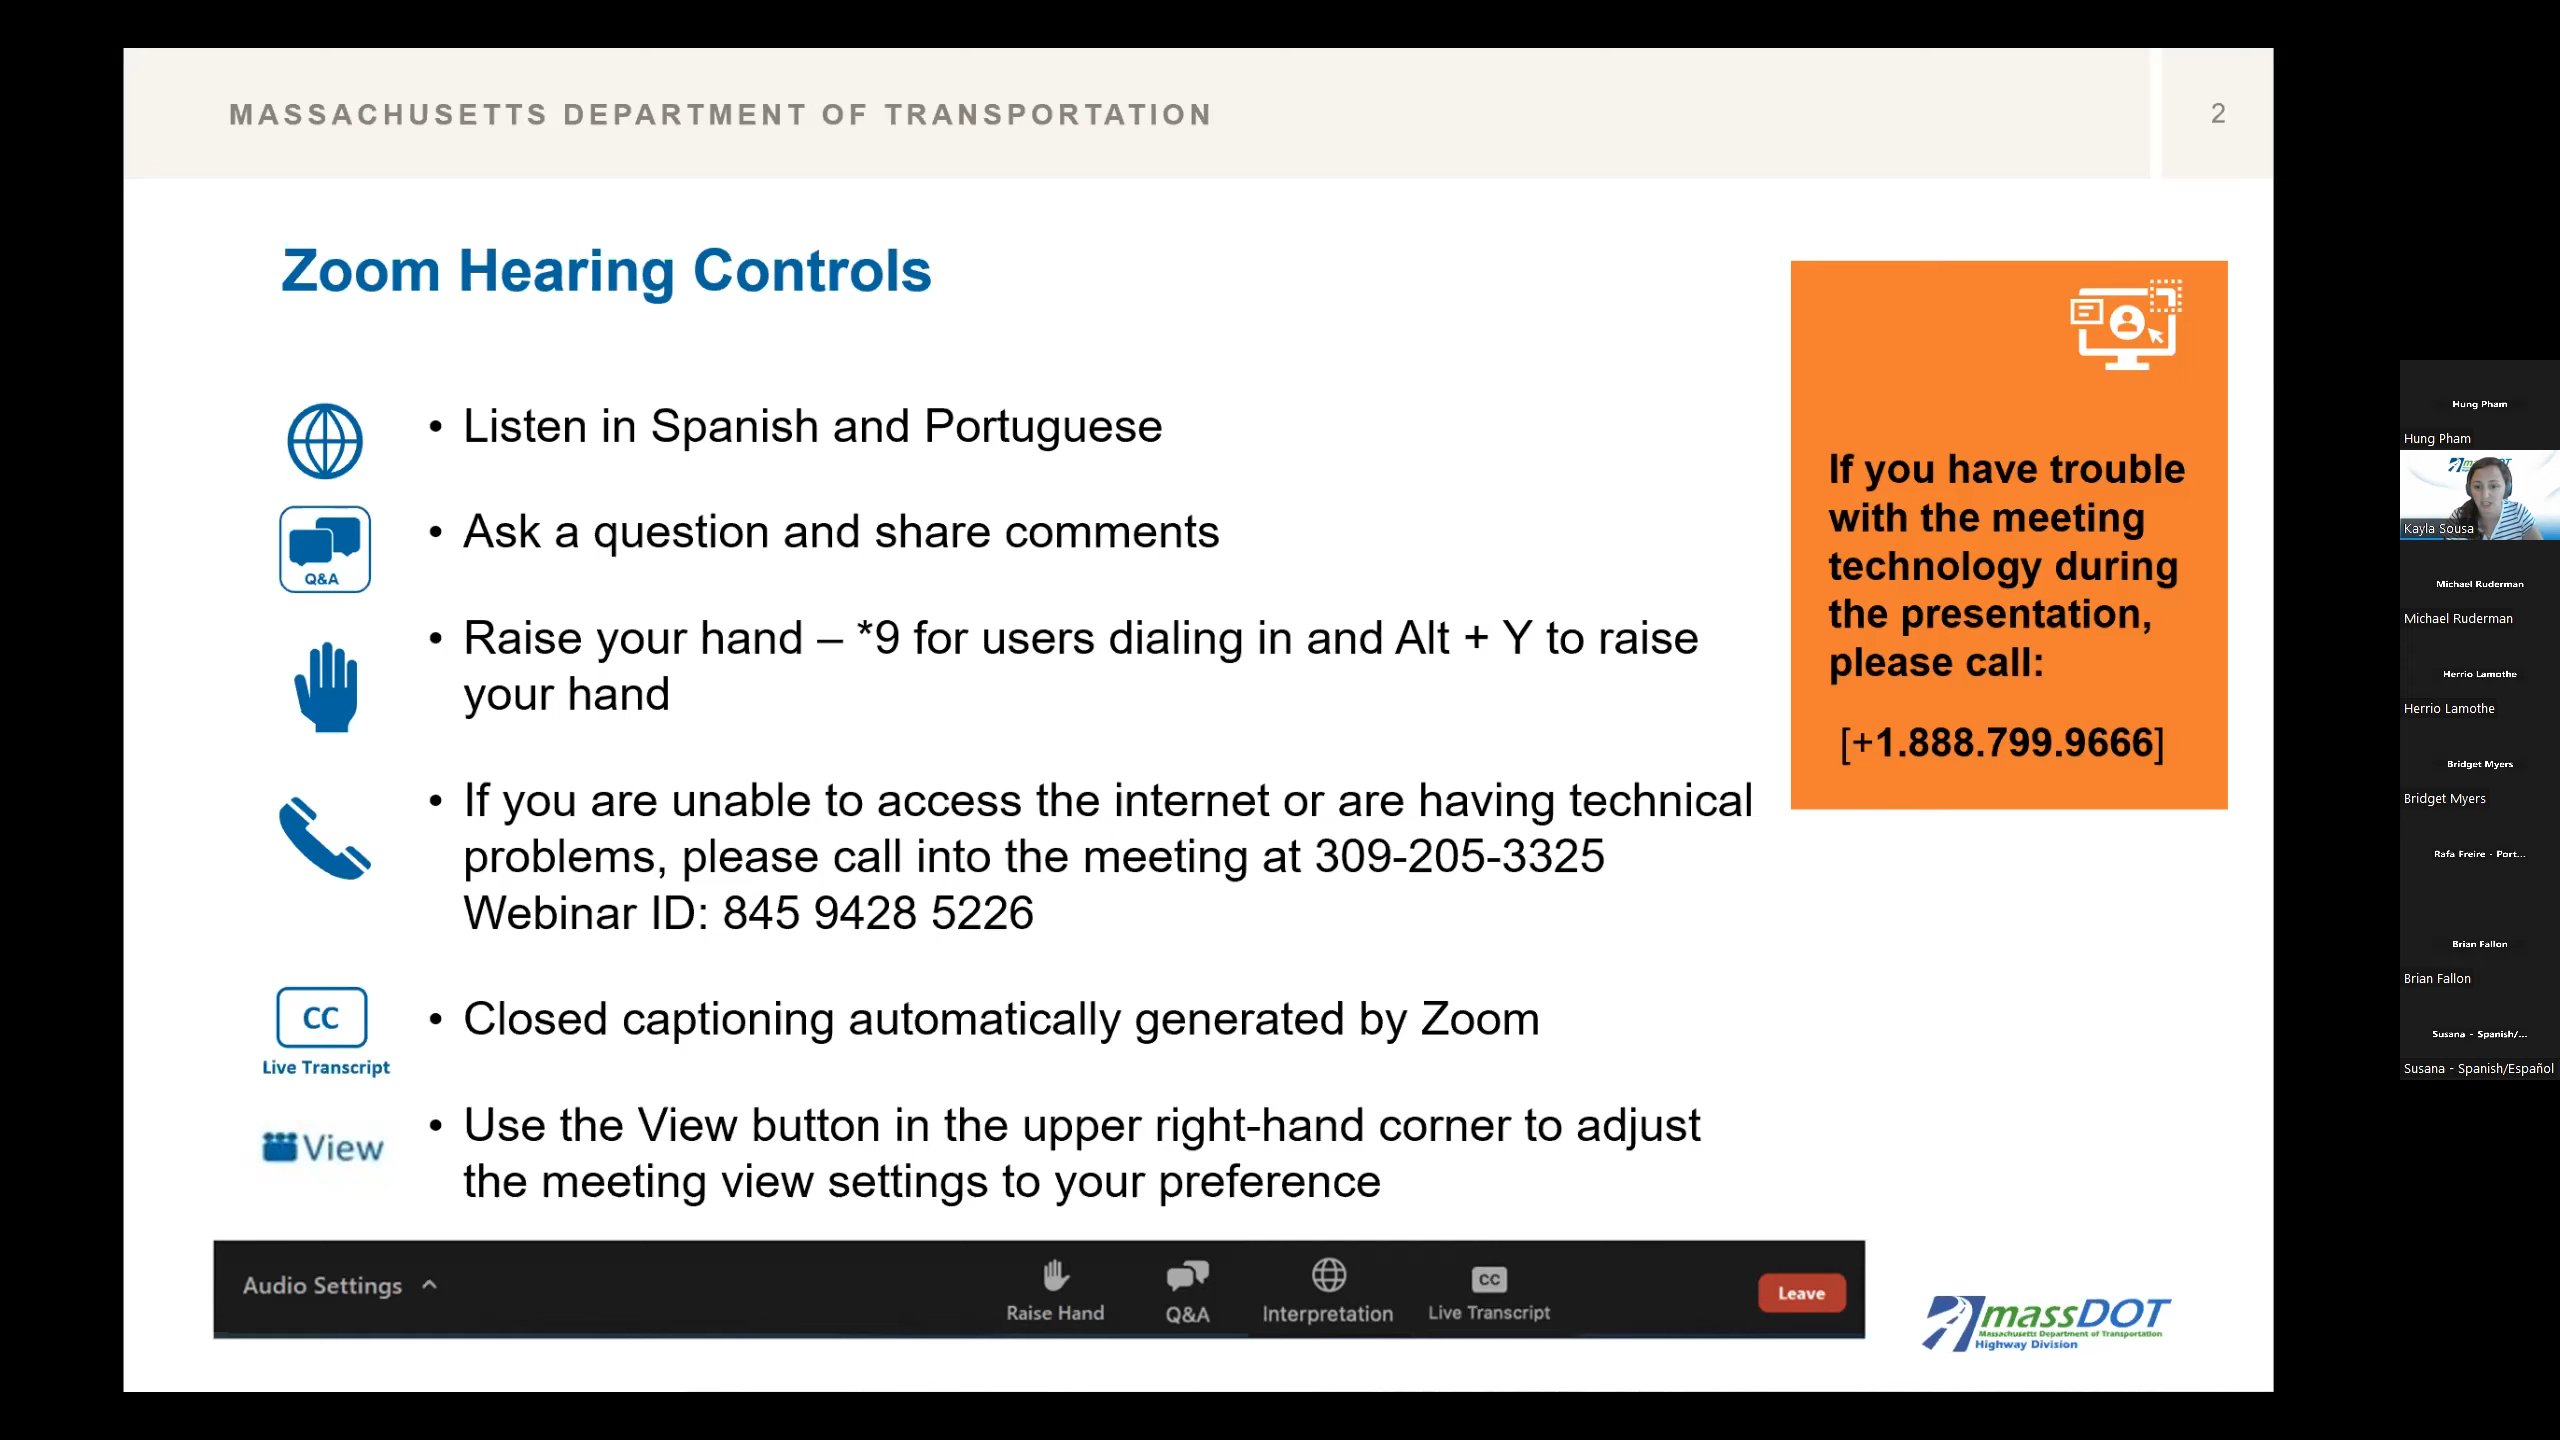 MASSACHUSETTS DEPARTMENT OF TRANSPORTATION
2
Zoom Hearing Controls
• Listen in Spanish and Portuguese
Q&A
• Ask a question and share comments
• Raise your hand – *9 for users dialing in and Alt + Y to raise
your hand
• If you are unable to access the internet or are having technical
problems, please call into the meeting at 309-205-3325
Webinar ID: 845 9428 5226
CC
Live Transcript
• Closed captioning automatically generated by Zoom
View
• Use the View button in the upper right-hand corner to adjust
the meeting view settings to your preference
If you have trouble
with the meeting
technology during
the presentation,
please call:
[+1.888.799.9666]
Audio Settings
Raise Hand
Q&A
Interpretation
CC
Live Transcript
Leave
massDOT
Massachusetts Department of Transportation
Highway Division
Hung Pham
Hung Pham
Kayla Sousa
Michael Ruderman
Michael Ruderman
Herrio Lamothe
Herrio Lamothe
Bridget Myers
Bridget Myers
Rafa Freire - Port...
Brian Fallon
Brian Fallon
Susana - Spanish/...
Susana - Spanish/Español